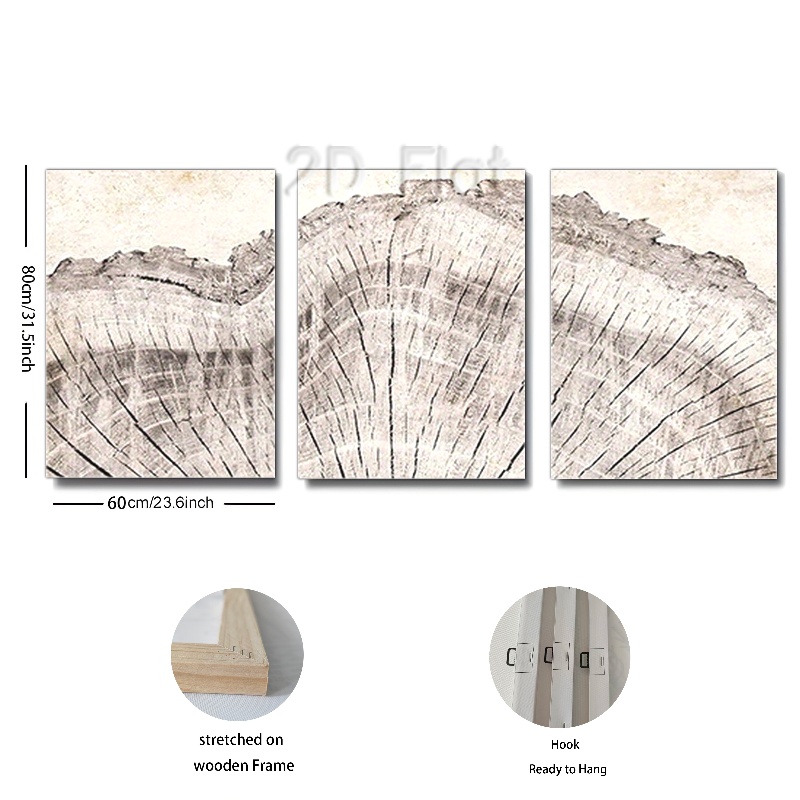 2D Flat
80cm/31.5inch
60cm/23.6inch
stretched on
wooden Frame
Hook
Ready to Hang